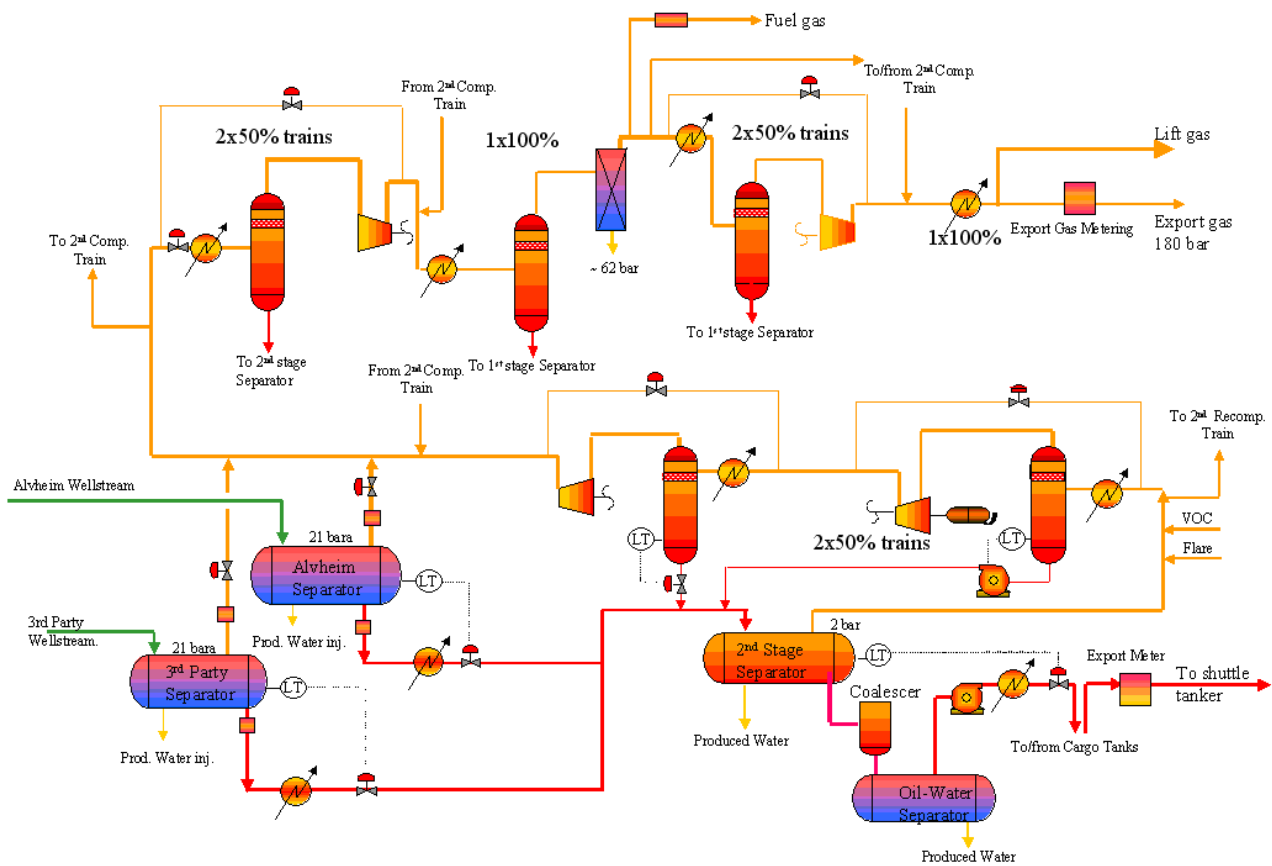 Fuel gas
To/from 2nd Comp.
Train
From 2nd Comp.
Train
2x50% trains
1x100%
2x50% trains
Lift gas
To 2nd Comp.
Train
1x100%
Export Gas Metering
Export gas
180 bar
~ 62 bar
To 2nd stage
Separator
To 1st stage Separator
To 1st stage Separator
From 2nd Comp.
Train
To 2nd Recomp.
Train
Alvheim Wellstream
21 bara
Alvheim
Separator
LT
LT
2x50% trains
LT
VOC
Flare
3rd Party
Wellstream.
21 bara
3rd Party
Separator
LT
Prod. Water inj.
Prod. Water inj.
2 bar
2nd Stage
Separator
LT
Coalescer
Export Meter
To shuttle
tanker
Produced Water
To/from Cargo Tanks
Oil-Water
Separator
Produced Water